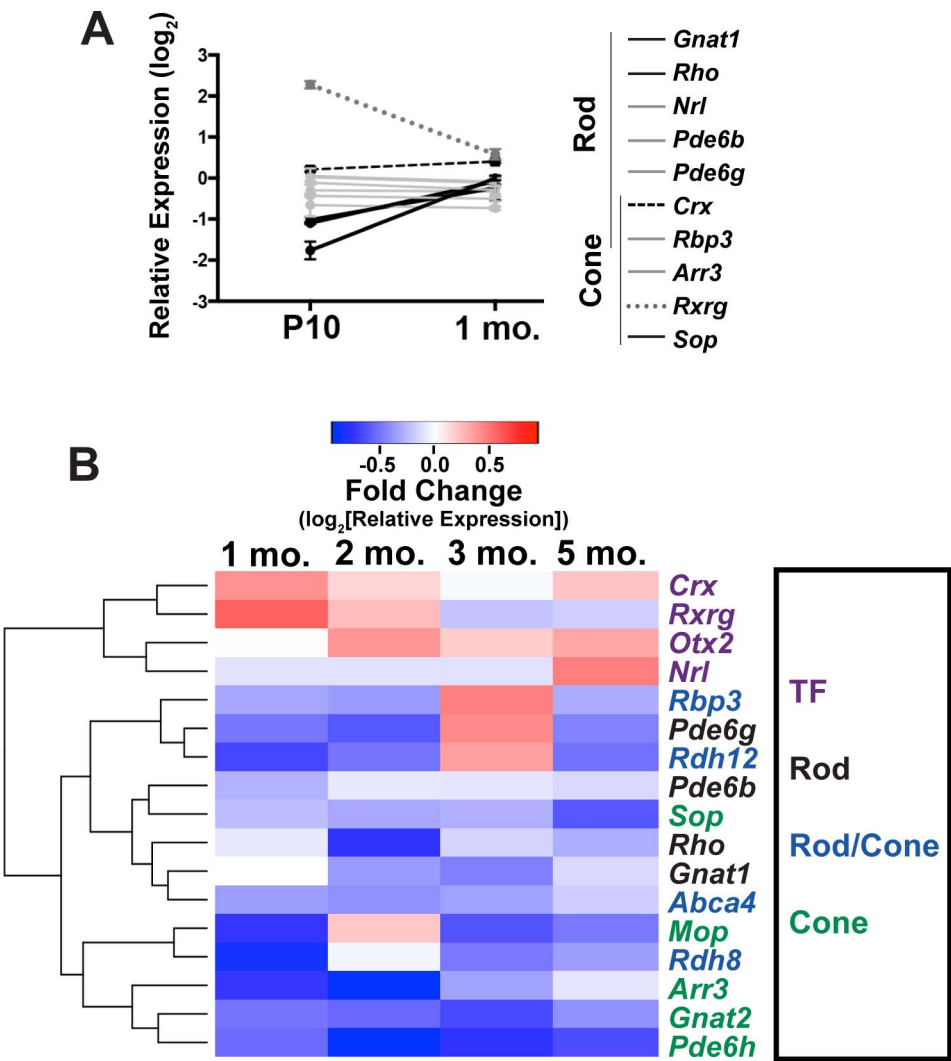 A
Relative Expression (log2)
3
2
1
0
-1
-2
-3
P10
1 mo.
Rod
Cone
Gnat1
Rho
Nrl
Pde6b
Pde6g
Crx
Rbp3
Arr3
Rxrg
Sop
B
-0.5 0.0 0.5
Fold Change
(log2[Relative Expression])
1 mo. 2 mo. 3 mo. 5 mo.
Crx
Rxrg
Otx2
Nrl
Rbp3
Pde6g
Rdh12
Pde6b
Sop
Rho
Gnat1
Abca4
Mop
Rdh8
Arr3
Gnat2
Pde6h
TF
Rod
Rod/Cone
Cone